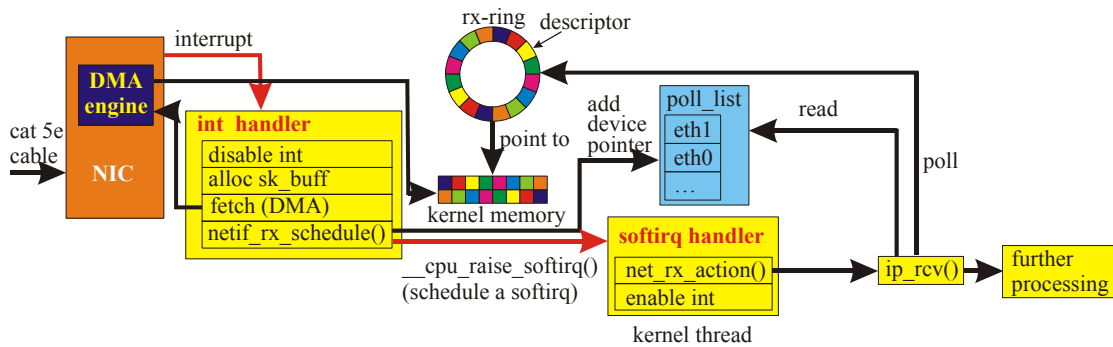 rx-ring
descriptor
interrupt
DMA
engine
cat 5e
cable
NIC
int handler
disable int
alloc sk_buff
fetch (DMA)
netif_rx_schedule()
point to
kernel memory
add
device
pointer
poll_list
eth1
eth0
...
read
poll
__cpu_raise_softirq()
(schedule a softirq)
softirq handler
net_rx_action()
enable int
kernel thread
ip_rcv()
further
processing